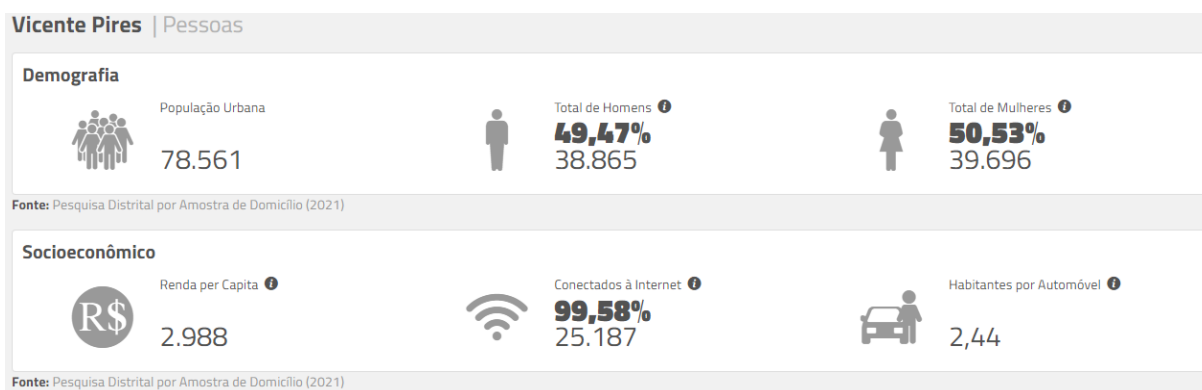 Vicente Pires | Pessoas
Demografia
População Urbana
78.561
Total de Homens
49,47%
38.865
Total de Mulheres
50,53%
39.696
Fonte: Pesquisa Distrital por Amostra de Domicílio (2021)
Socioeconômico
R$
Renda per Capita
2.988
Conectados à Internet
99,58%
25.187
Habitantes por Automóvel
2,44
Fonte: Pesquisa Distrital por Amostra de Domicílio (2021)